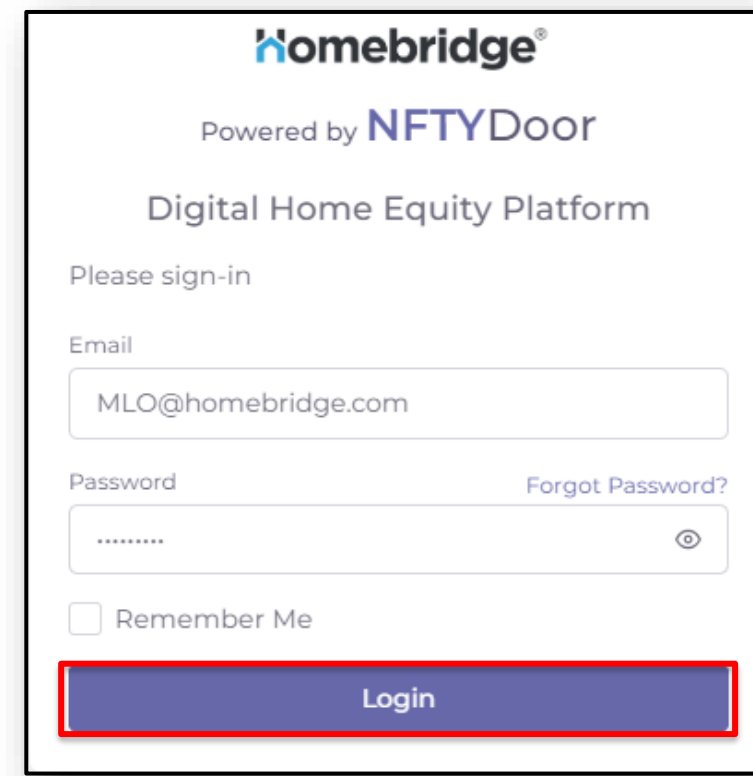 Homebridge®
Powered by NFTYDoor
Digital Home Equity Platform
Please sign-in
Email
MLO@homebridge.com
Password Forgot Password?
•••••••••
Remember Me
Login